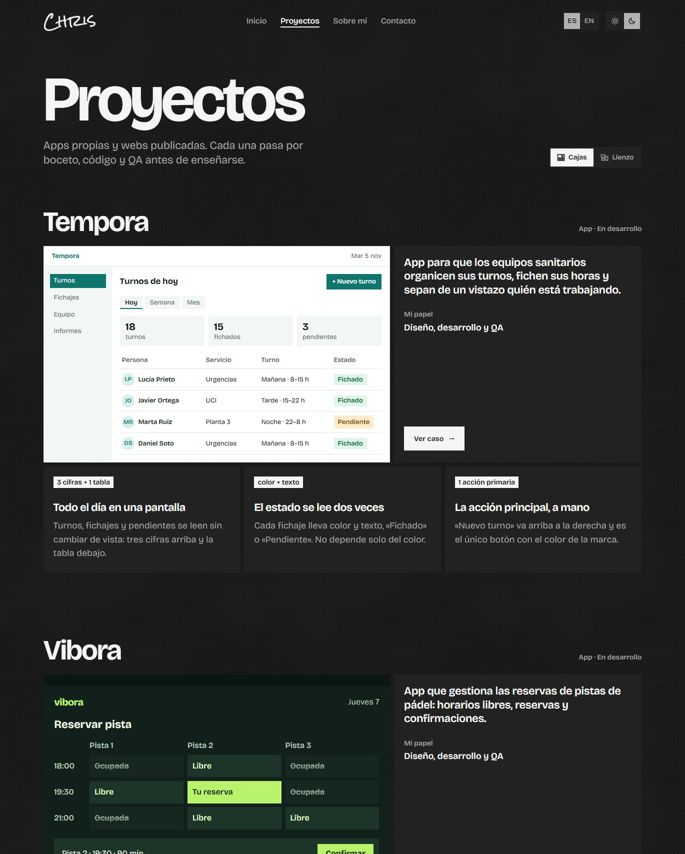 CHRIS
Inicio Proyectos Sobre mí Contacto
ES EN
Proyectos
Apps propias y webs publicadas. Cada una pasa por
boceto, código y QA antes de enseñarse.
Cajas Lienzo
Tempora
App · En desarrollo
Tempora Mar 5 nov
Turnos
Fichajes
Equipo
Informes
Turnos de hoy
+ Nuevo turno
Hoy Semana Mes
18 15 3
turnos fichados pendientes
Persona Servicio Turno Estado
LP Lucía Prieto Urgencias Mañana · 8–15 h Fichado
JO Javier Ortega UCI Tarde · 15–22 h Fichado
MR Marta Ruiz Planta 3 Noche · 22–8 h Pendiente
DS Daniel Soto Urgencias Mañana · 8–15 h Fichado
App para que los equipos sanitarios
organicen sus turnos, fichen sus horas y
sepan de un vistazo quién está trabajando.
Mi papel
Diseño, desarrollo y QA
Ver caso →
3 cifras + 1 tabla
Todo el día en una pantalla
Turnos, fichajes y pendientes se leen sin
cambiar de vista: tres cifras arriba y la
tabla debajo.
color + texto
El estado se lee dos veces
Cada fichaje lleva color y texto, «Fichado»
o «Pendiente». No depende solo del color.
1 acción primaria
La acción principal, a mano
«Nuevo turno» va arriba a la derecha y es
el único botón con el color de la marca.
Vibora
App · En desarrollo
vibora Jueves 7
Reservar pista
Pista 1 Pista 2 Pista 3
18:00 Ocupada Libre Ocupada
19:30 Libre Tu reserva Ocupada
21:00 Ocupada Libre Libre
Pista 2 · 19:30 · 90 min Confirmar
App que gestiona las reservas de pistas de
pádel: horarios libres, reservas y
confirmaciones.
Mi papel
Diseño, desarrollo y QA